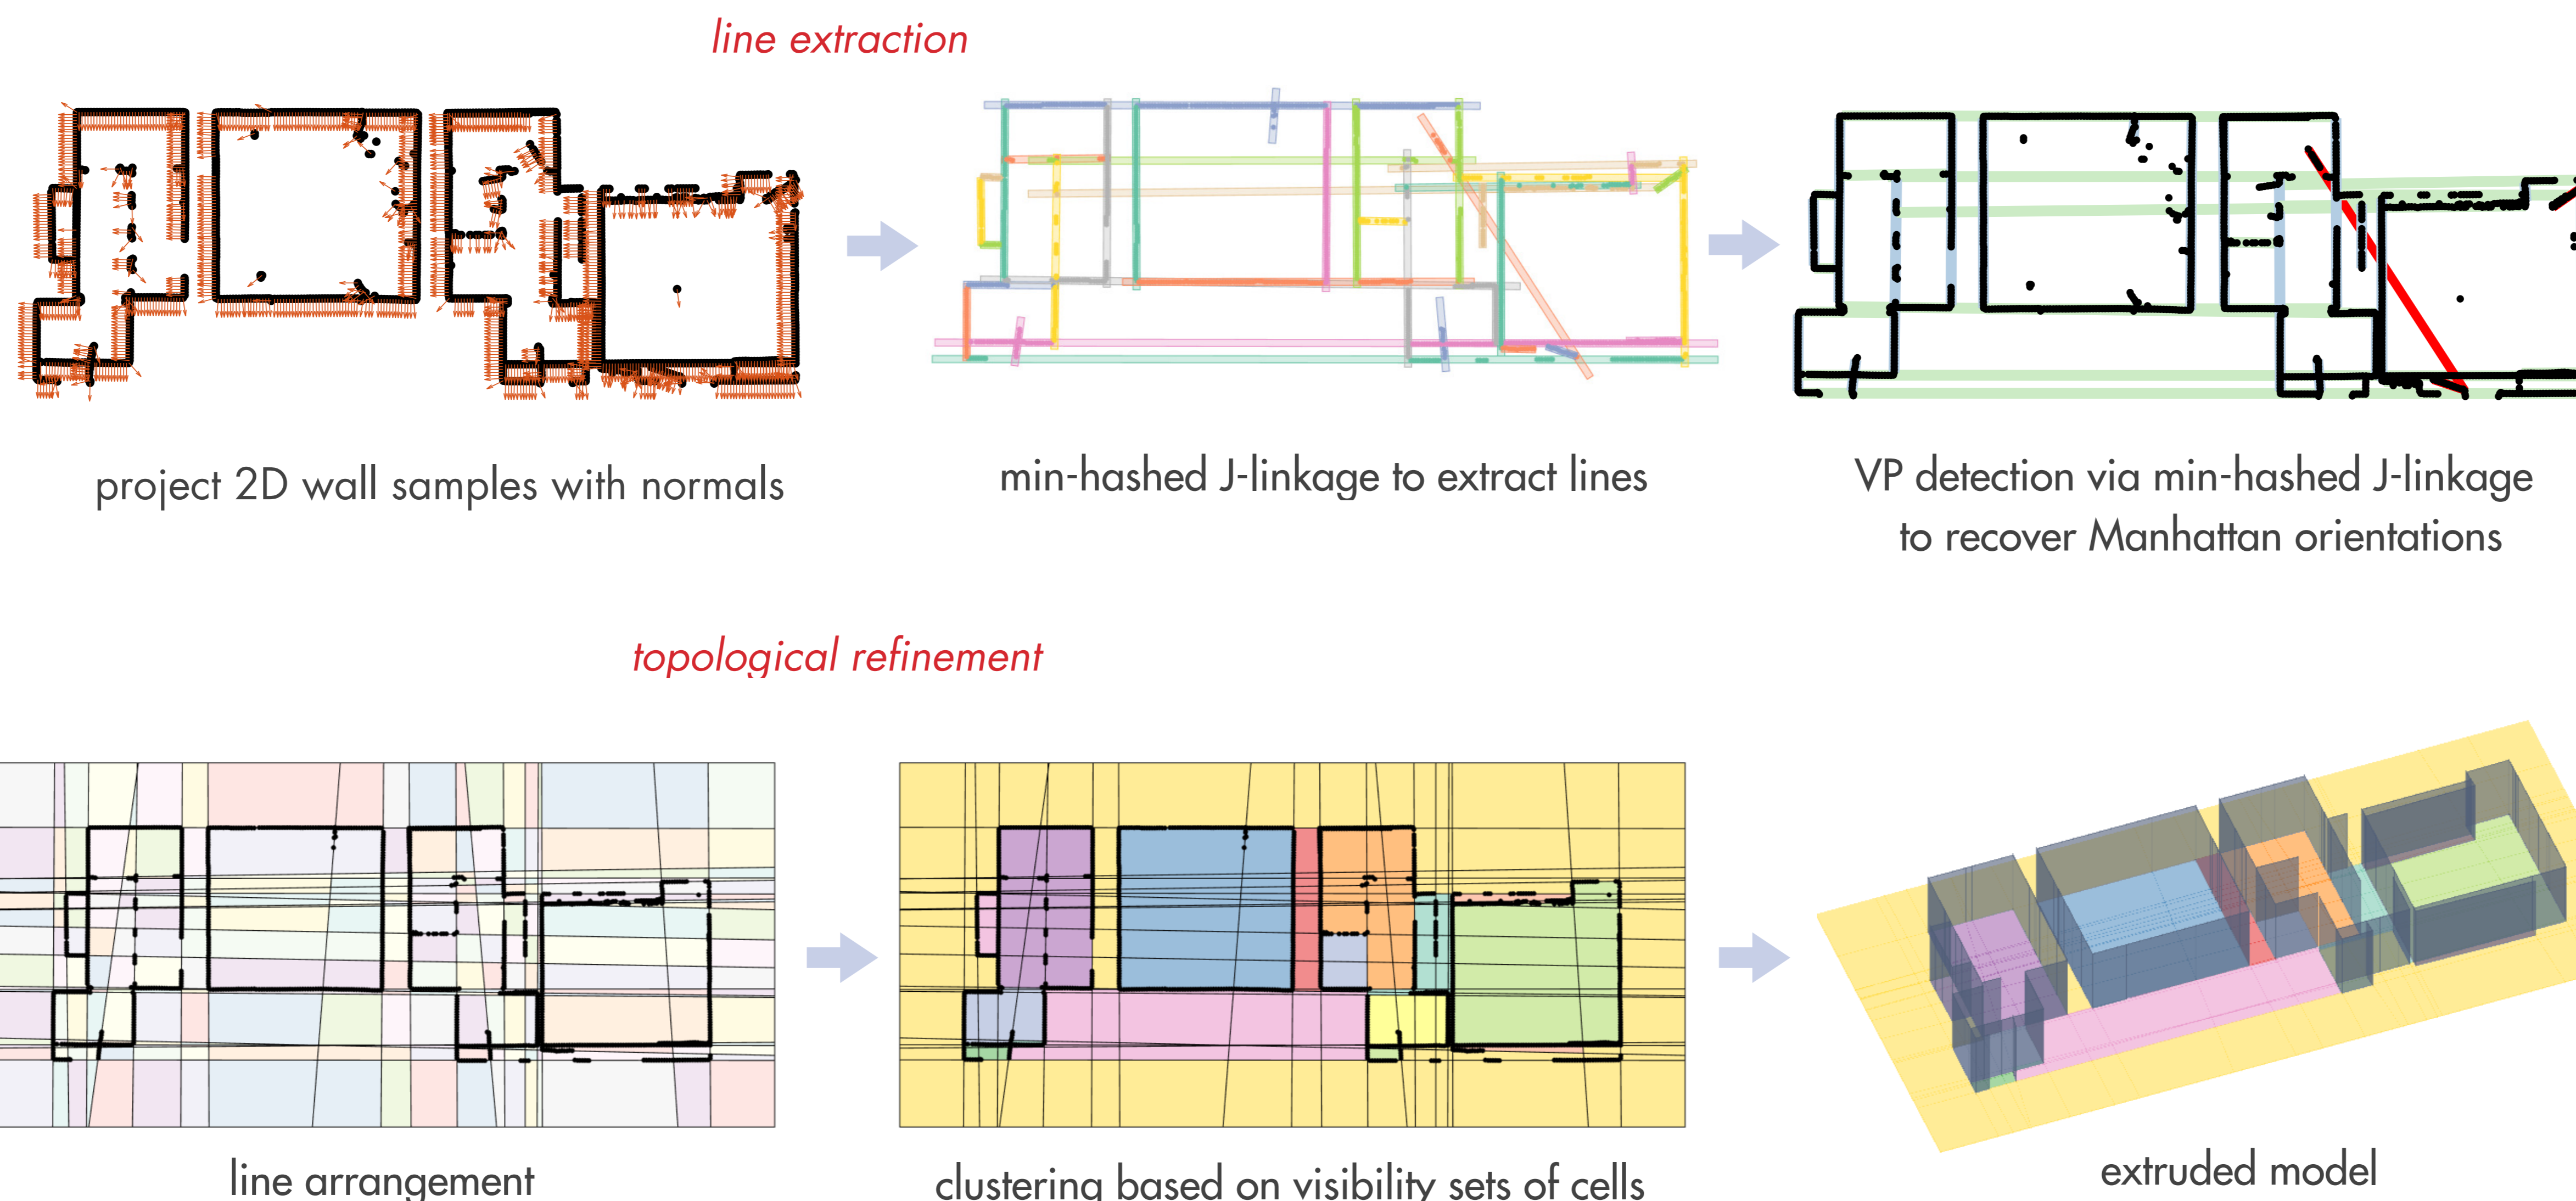 line extraction
project 2D wall samples with normals
min-hashed J-linkage to extract lines
VP detection via min-hashed J-linkage
to recover Manhattan orientations
topological refinement
line arrangement
clustering based on visibility sets of cells
extruded model